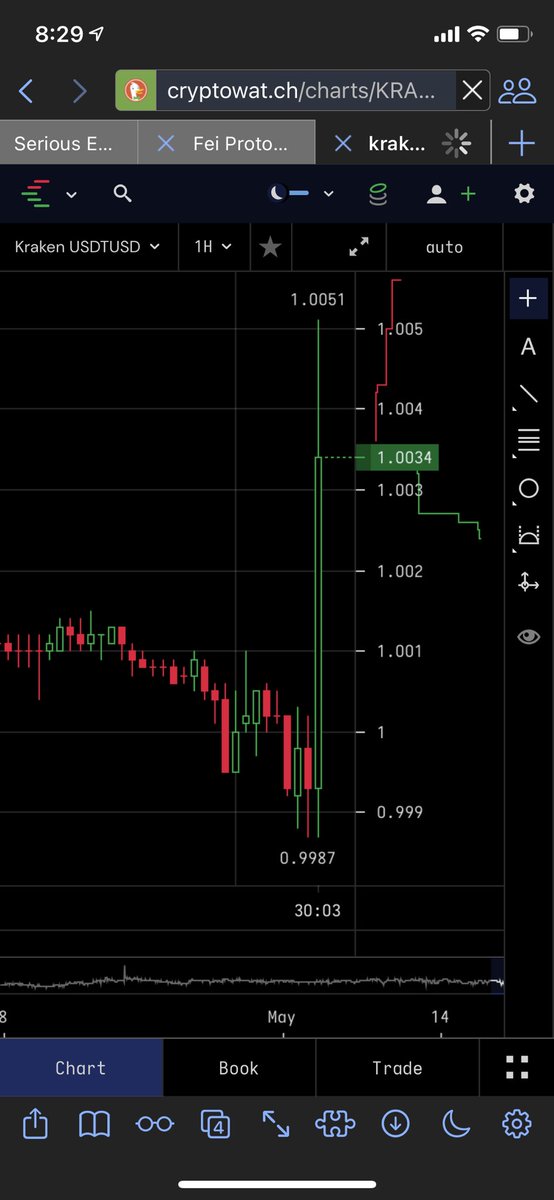 8:29
cryptowat.ch/charts/KRA...
Serious E...
Fei Proto...
krak...
Kraken USDTUSD
1H
auto
1.0051
1.005
1.004
1.0034
1.003
1.002
1.001
1
0.999
0.9987
30:03
8
May
14
Chart
Book
Trade
A
4